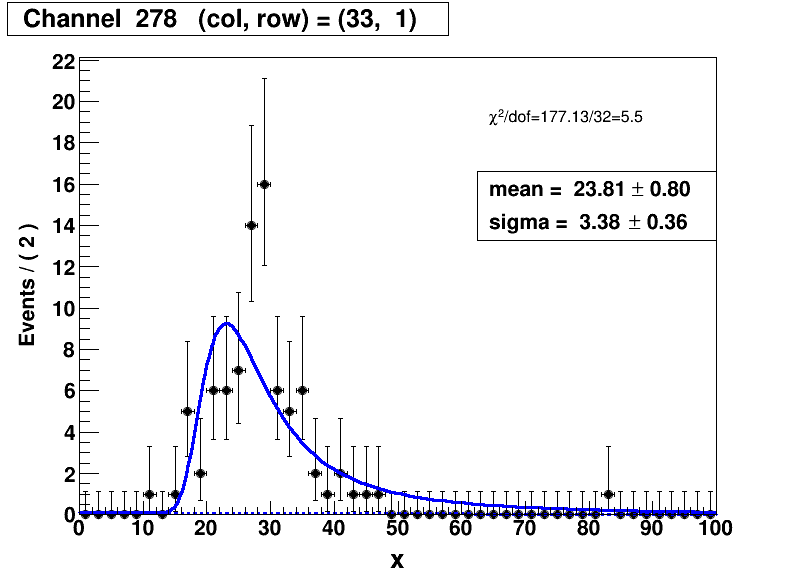 Channel 278 (col, row) = (33, 1)
χ²/dof=177.13/32=5.5
mean = 23.81 ± 0.80
sigma = 3.38 ± 0.36
Events / ( 2 )
22
20
18
16
14
12
10
8
6
4
2
0
0 10 20 30 40 50 60 70 80 90 100
x